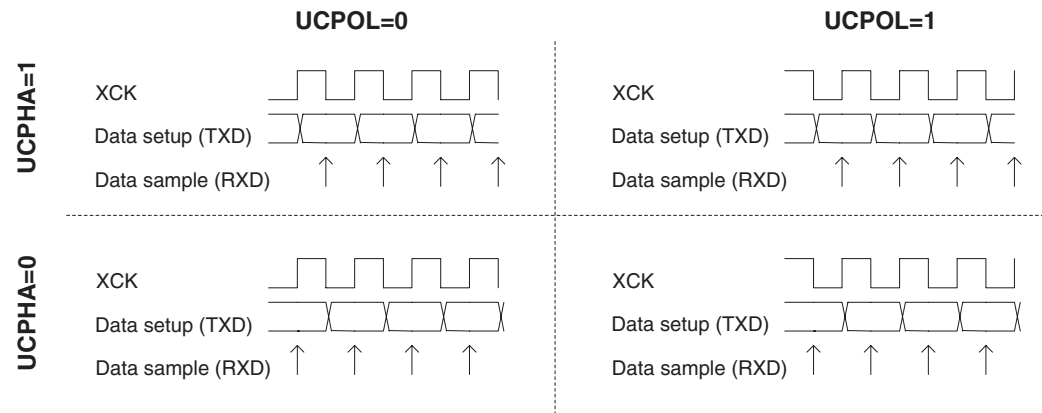 UCPOL=0
UCPOL=1
UCPHA=1
XCK
Data setup (TXD)
Data sample (RXD)
XCK
Data setup (TXD)
Data sample (RXD)
UCPHA=0
XCK
Data setup (TXD)
Data sample (RXD)
XCK
Data setup (TXD)
Data sample (RXD)